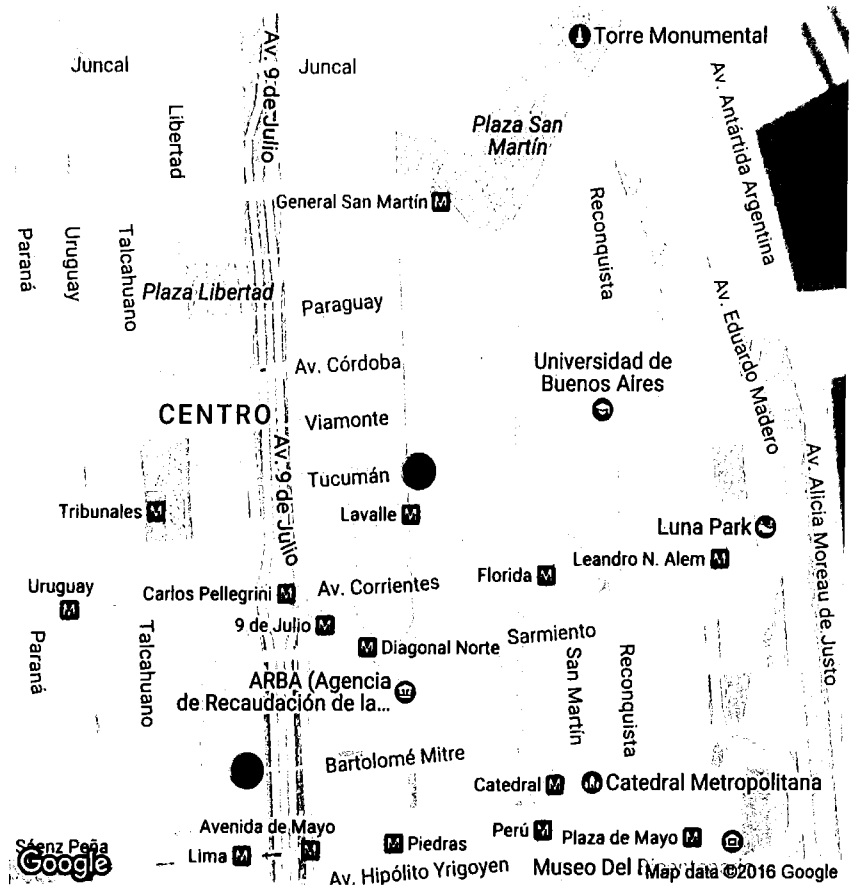 Torre Monumental
Juncal
Av. 9 de Julio
Juncal
Av. Antártida Argentina
Libertad
Plaza San
Martín
General San Martín
Reconquista
Paraná
Uruguay
Talcahuano
Plaza Libertad
Paraguay
Av. Eduardo Madero
Av. Córdoba
Universidad de
Buenos Aires
CENTRO
Viamonte
Av. 9 de Julio
Tucumán
Av. Alicia Moreau de Justo
Tribunales
Lavalle
Luna Park
Leandro N. Alem
Florida
Uruguay
Carlos Pellegrini
Av. Corrientes
9 de Julio
Sarmiento
Diagonal Norte
Paraná
Talcahuano
San Martín
Reconquista
ARBA (Agencia
de Recaudación de la...
Bartolomé Mitre
Catedral
Catedral Metropolitana
Avenida de Mayo
Perú
Plaza de Mayo
Piedras
Sáenz Peña
Lima
Google
Av. Hipólito Yrigoyen
Museo Del
Map data ©2016 Google